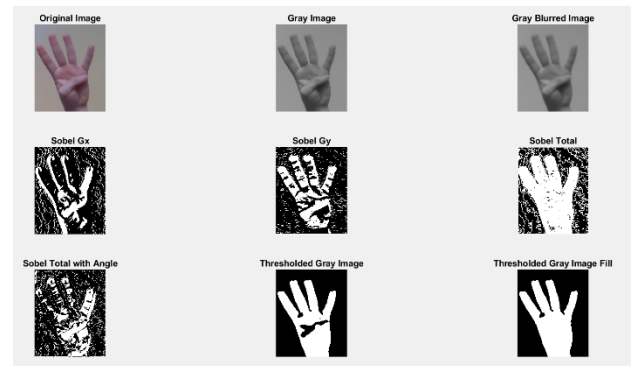 Original Image
Gray Image
Gray Blurred Image
Sobel Gx
Sobel Gy
Sobel Total
Sobel Total with Angle
Thresholded Gray Image
Thresholded Gray Image Fill